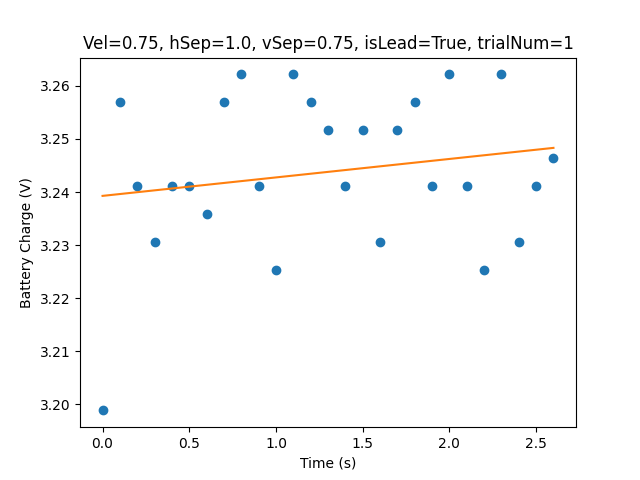 Vel=0.75, hSep=1.0, vSep=0.75, isLead=True, trialNum=1
3.26
3.25
3.24
3.23
3.22
3.21
3.20
Battery Charge (V)
0.0 0.5 1.0 1.5 2.0 2.5
Time (s)